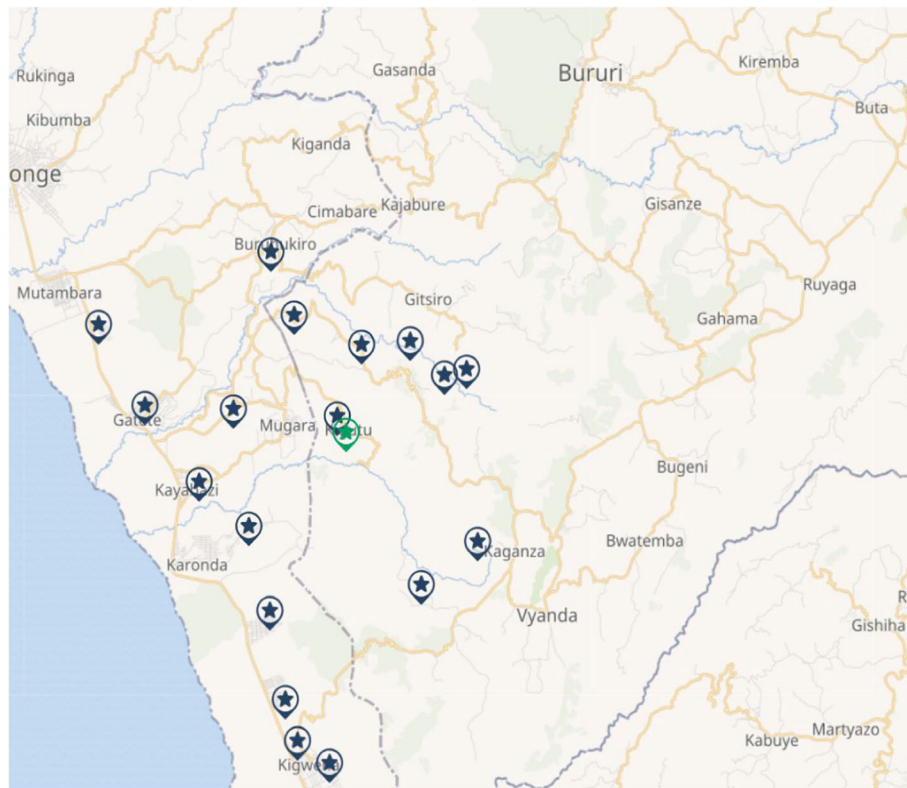 Rukinga
Gasanda
Bururi
Kiremba
Kibumba
Buta
Kiganda
onge
Cimabare
Kajabure
Gisanze
Mutambara
Gitsiro
Ruyaga
Gahama
Mugara
Bugeni
Karonda
Kaganza
Bwatemba
Vyanda
Gishiha
Martyazo
Kabuye